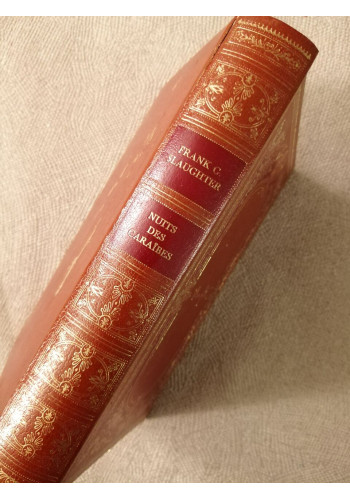 FRANK G.
SLAUGHTER
NUITS
DES
CARAÏBES